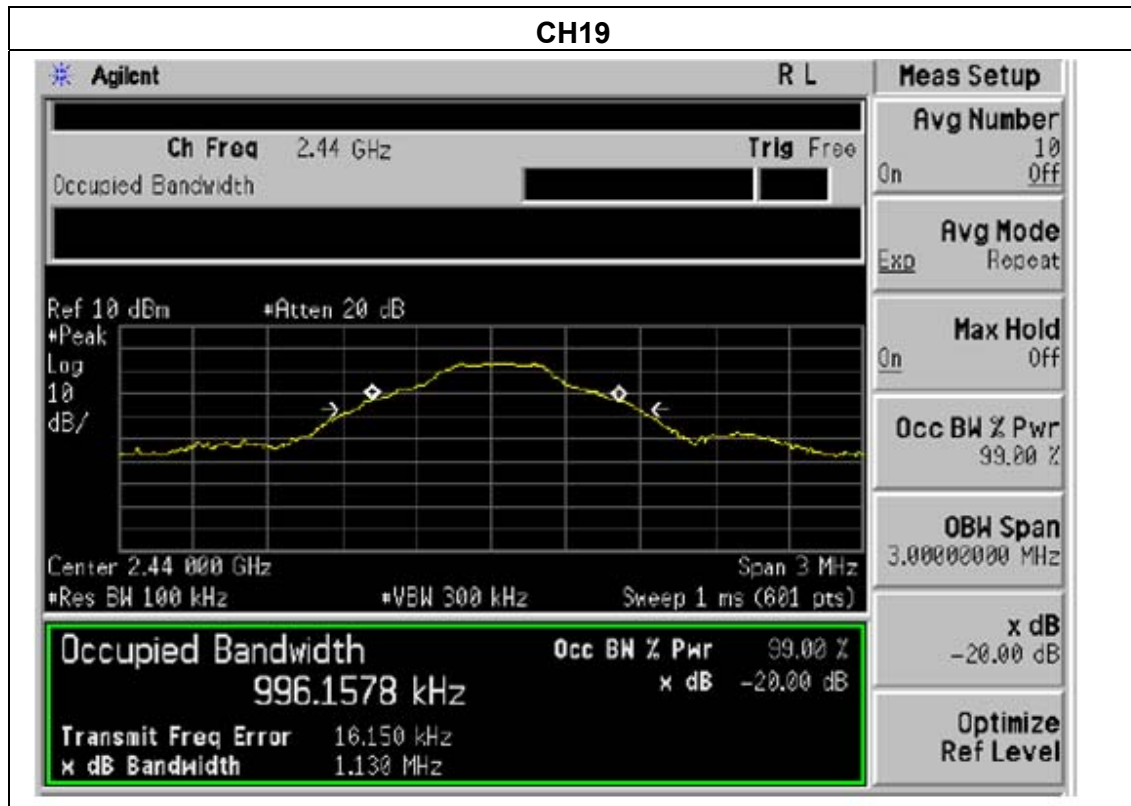 CH19
Agilent R L Meas Setup
Ch Freq 2.44 GHz Trig Free
Occupied Bandwidth
Avg Number
10
On Off
Avg Mode
Exp Repeat
Max Hold
On Off
Occ BW % Pwr
99.00 %
OBW Span
3.00000000 MHz
x dB
-20.00 dB
Optimize
Ref Level
Ref 10 dBm #Atten 20 dB
#Peak
Log
10
dB/
Center 2.44 000 GHz Span 3 MHz
#Res BW 100 kHz #VBW 300 kHz Sweep 1 ms (601 pts)
Occupied Bandwidth Occ BW % Pwr 99.00 %
996.1578 kHz x dB -20.00 dB
Transmit Freq Error 16.150 kHz
x dB Bandwidth 1.130 MHz